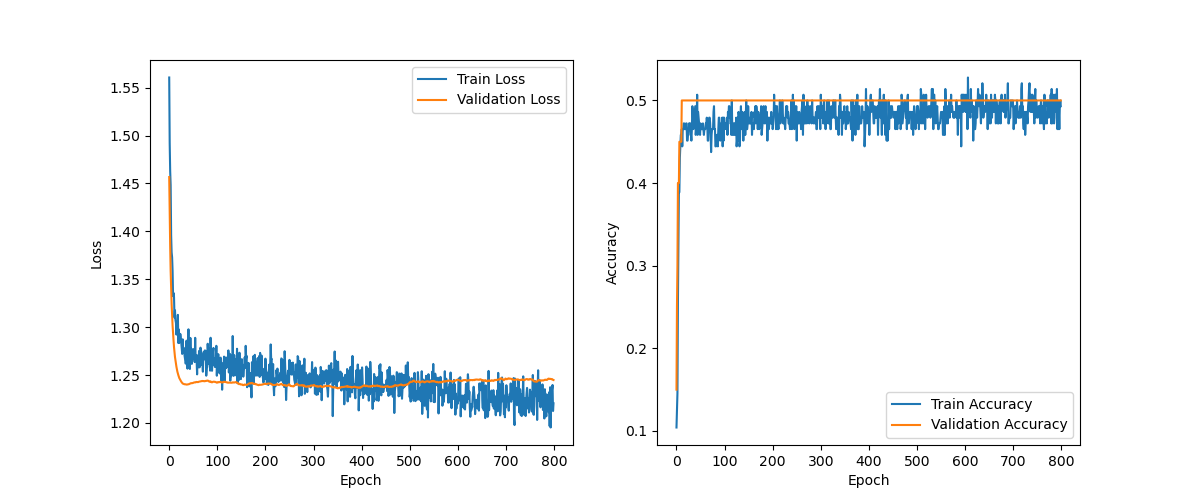 Train Loss
Validation Loss
1.55
1.50
1.45
1.40
1.35
1.30
1.25
1.20
Loss
0 100 200 300 400 500 600 700 800
Epoch
0.5
0.4
0.3
0.2
0.1
Accuracy
Train Accuracy
Validation Accuracy
0 100 200 300 400 500 600 700 800
Epoch